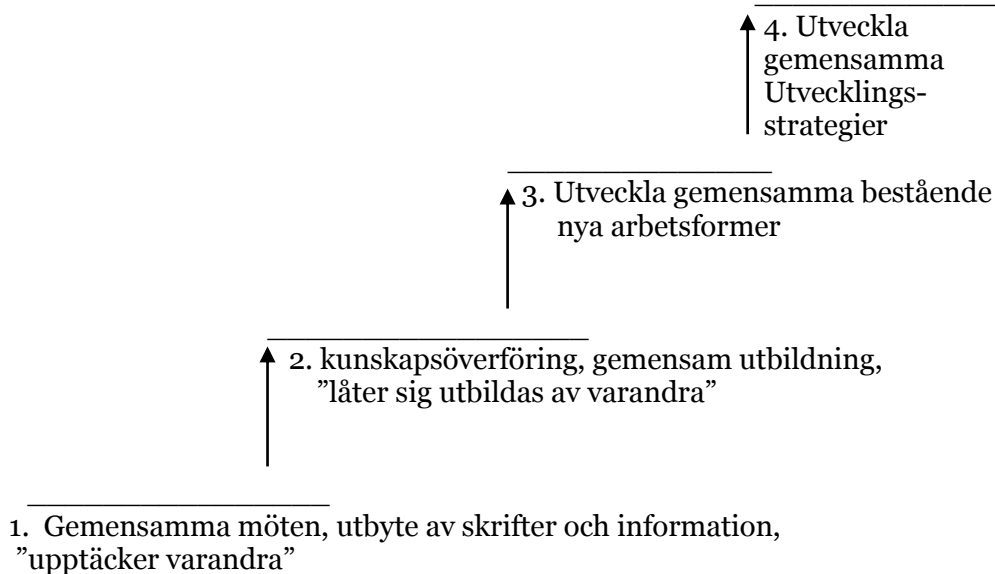 4. Utveckla
gemensamma
Utvecklings-
strategier
3. Utveckla gemensamma bestående
nya arbetsformer
2. kunskapsöverföring, gemensam utbildning,
”låter sig utbildas av varandra”
1. Gemensamma möten, utbyte av skrifter och information,
”upptäcker varandra”